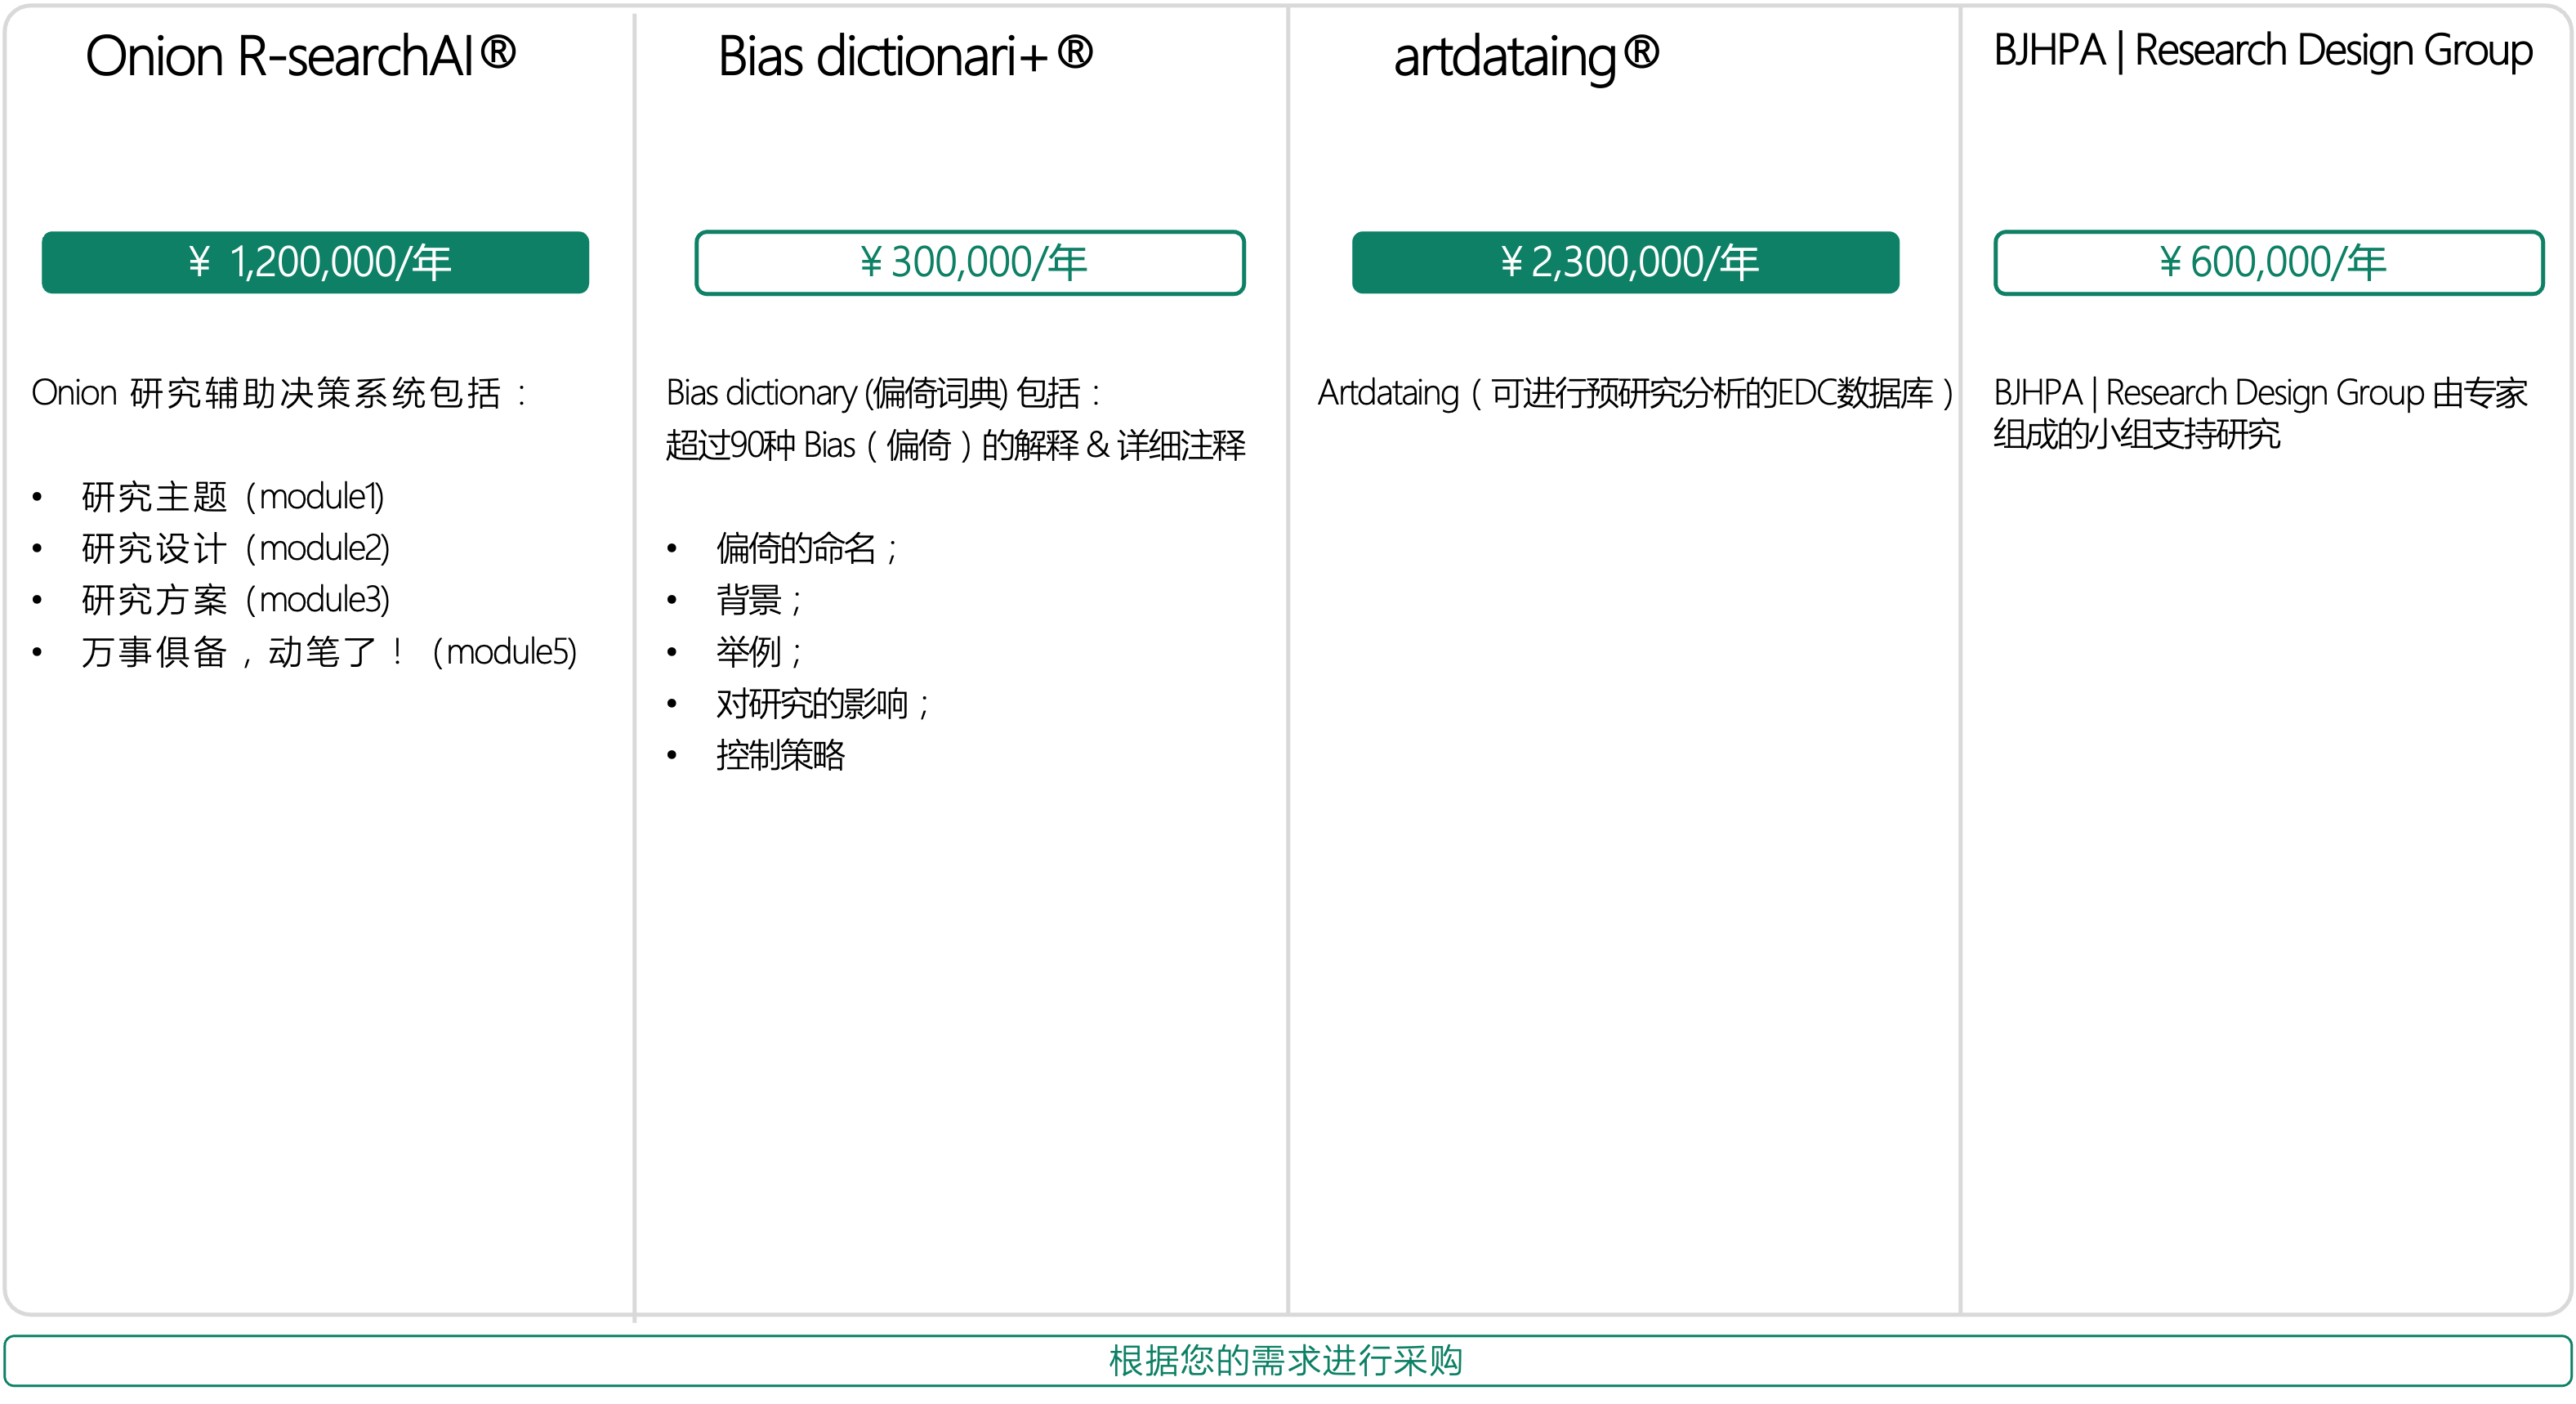 Onion R-searchAI®
¥ 1,200,000/年
Onion 研究辅助决策系统包括：
• 研究主题（module1)
• 研究设计（module2)
• 研究方案（module3)
• 万事俱备，动笔了！（module5)
Bias dictionari+®
¥ 300,000/年
Bias dictionary (偏倚词典) 包括：
超过90种 Bias（偏倚）的解释 & 详细注释
• 偏倚的命名；
• 背景；
• 举例；
• 对研究的影响；
• 控制策略
artdataing®
¥ 2,300,000/年
Artdataing（可进行预研究分析的EDC数据库）
BJHPA | Research Design Group
¥ 600,000/年
BJHPA | Research Design Group 由专家
组成的小组支持研究
根据您的需求进行采购